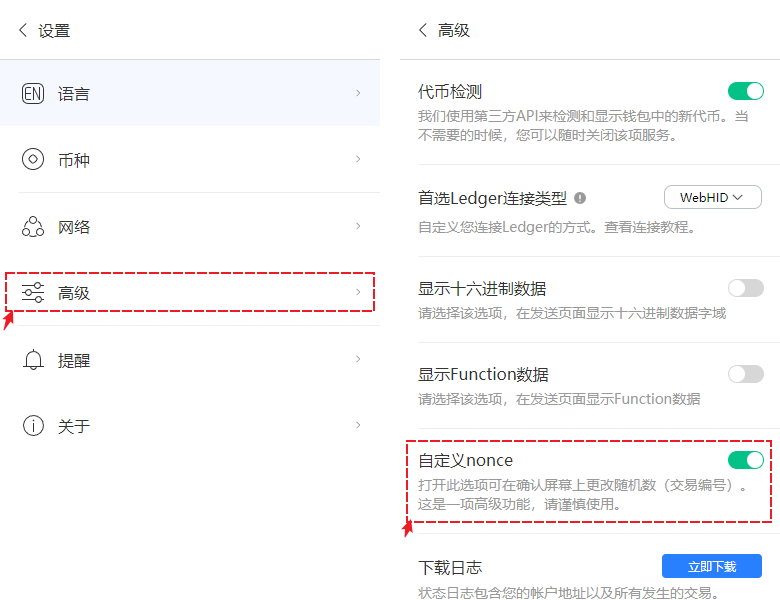 设置
EN 语言
币种
网络
高级
提醒
关于
高级
代币检测
我们使用第三方API来检测和显示钱包中的新代币。当
不需要的时候，您可以随时关闭该项服务。
首选Ledger连接类型 WebHID
自定义您连接Ledger的方式。查看连接教程。
显示十六进制数据
请选择该选项，在发送页面显示十六进制数据字域
显示Function数据
请选择该选项，在发送页面显示Function数据
自定义nonce
打开此选项可在确认屏幕上更改随机数（交易编号）。
这是一项高级功能，请谨慎使用。
下载日志 立即下载
状态日志包含您的帐户地址以及所有发生的交易。